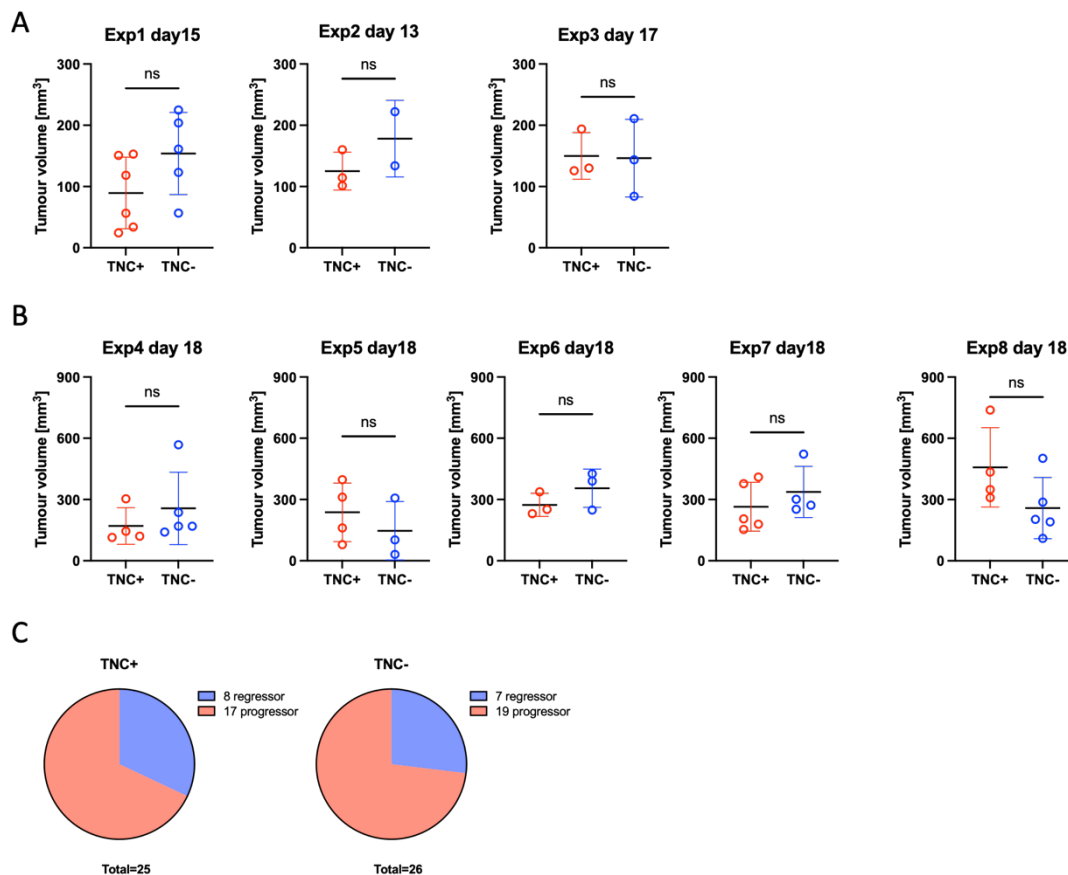 A
Exp1 day15
Exp2 day 13
Exp3 day 17
Tumour volume [mm³]
300
200
100
0
ns
TNC+
TNC-
Tumour volume [mm³]
300
200
100
0
ns
TNC+
TNC-
Tumour volume [mm³]
300
200
100
0
ns
TNC+
TNC-
B
Exp4 day 18
Exp5 day18
Exp6 day18
Exp7 day18
Exp8 day 18
Tumour volume [mm³]
900
600
300
0
ns
TNC+
TNC-
Tumour volume [mm³]
900
600
300
0
ns
TNC+
TNC-
Tumour volume [mm³]
900
600
300
0
ns
TNC+
TNC-
Tumour volume [mm³]
900
600
300
0
ns
TNC+
TNC-
Tumour volume [mm³]
900
600
300
0
ns
TNC+
TNC-
C
TNC+
8 regressor
17 progressor
Total=25
TNC-
7 regressor
19 progressor
Total=26